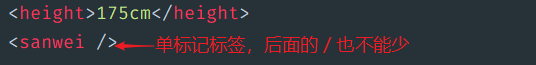 <height>175cm</height>
<sanwei />单标记标签，后面的 / 也不能少